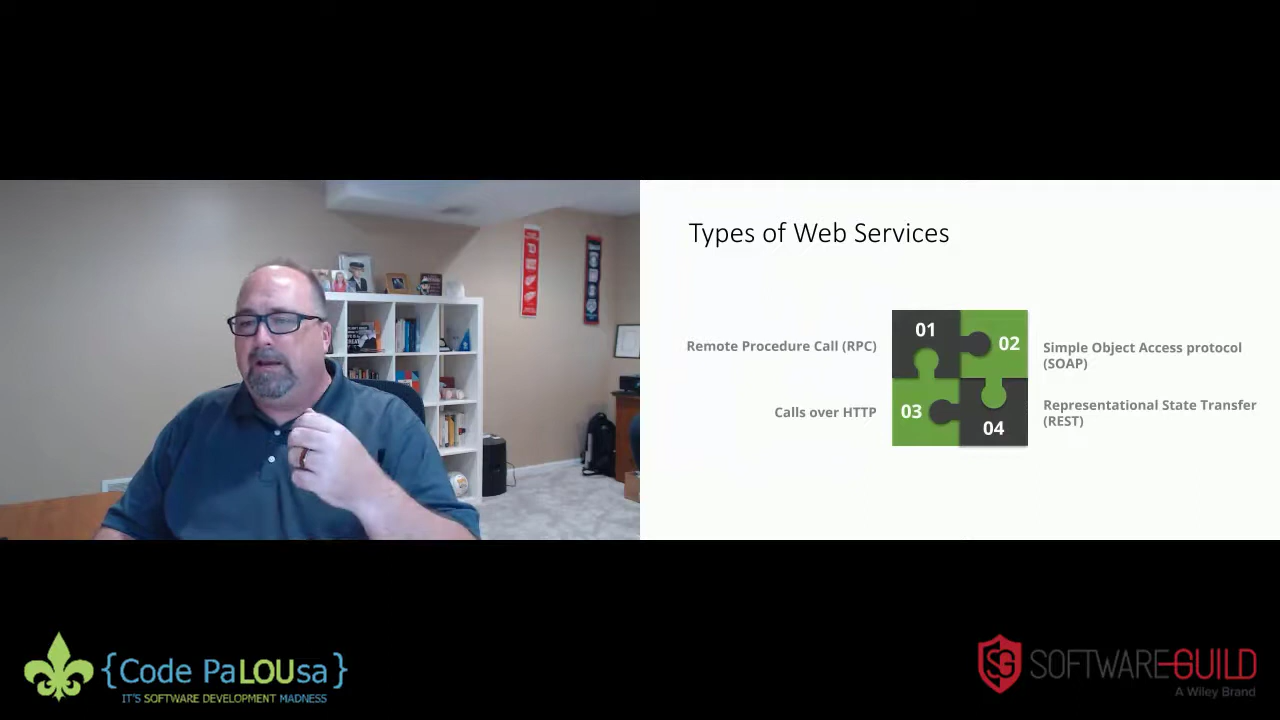 Types of Web Services
01
02
Remote Procedure Call (RPC)
Simple Object Access protocol
(SOAP)
03
Calls over HTTP
04
Representational State Transfer
(REST)
{Code PaLOUsa}
IT'S SOFTWARE DEVELOPMENT MADNESS
SG
SOFTWARE GUILD
A Wiley Brand